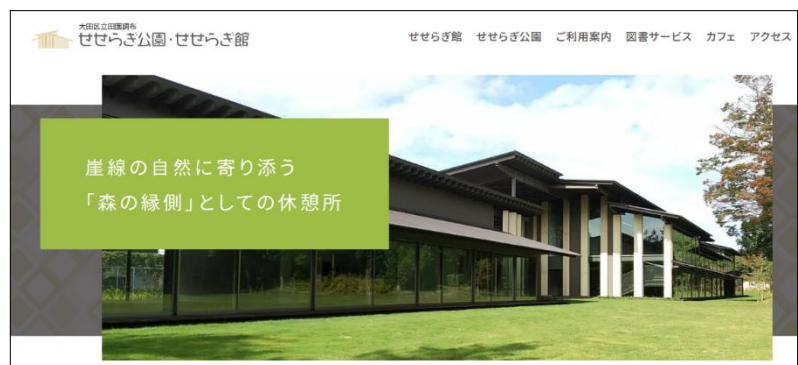 大田区立田園調布
せせらぎ公園・せせらぎ館
せせらぎ館 せせらぎ公園 ご利用案内 図書サービス カフェ アクセス
崖線の自然に寄り添う
「森の縁側」としての休憩所